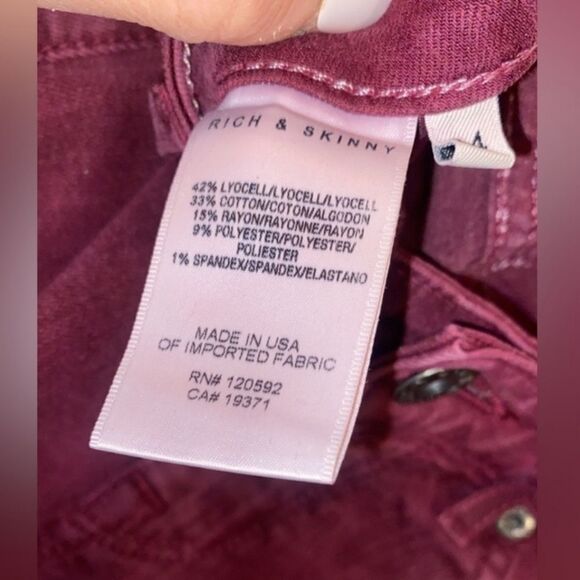 RICH & SKINNY
42% LYOCELL/LYOCELL/LYOCELL
33% COTTON/COTON/ALGODON
15% RAYON/RAYONNE/RAYON
9% POLYESTER/POLYESTER/
POLIESTER
1% SPANDEX/SPANDEX/ELASTANO
MADE IN USA
OF IMPORTED FABRIC
RN# 120592
CA# 19371